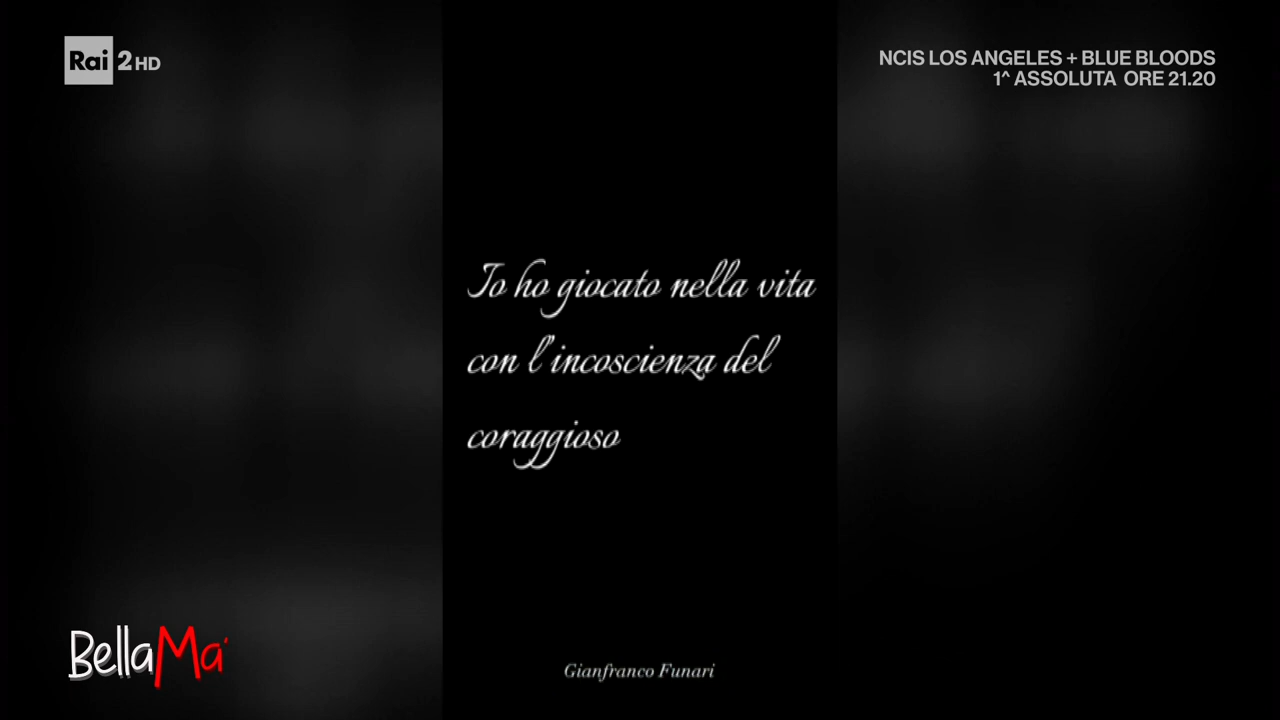 Rai 2 HD
NCIS LOS ANGELES + BLUE BLOODS
1^ ASSOLUTA ORE 21.20
Io ho giocato nella vita
con l'incoscienza del
coraggioso
BellaMa'
Gianfranco Funari